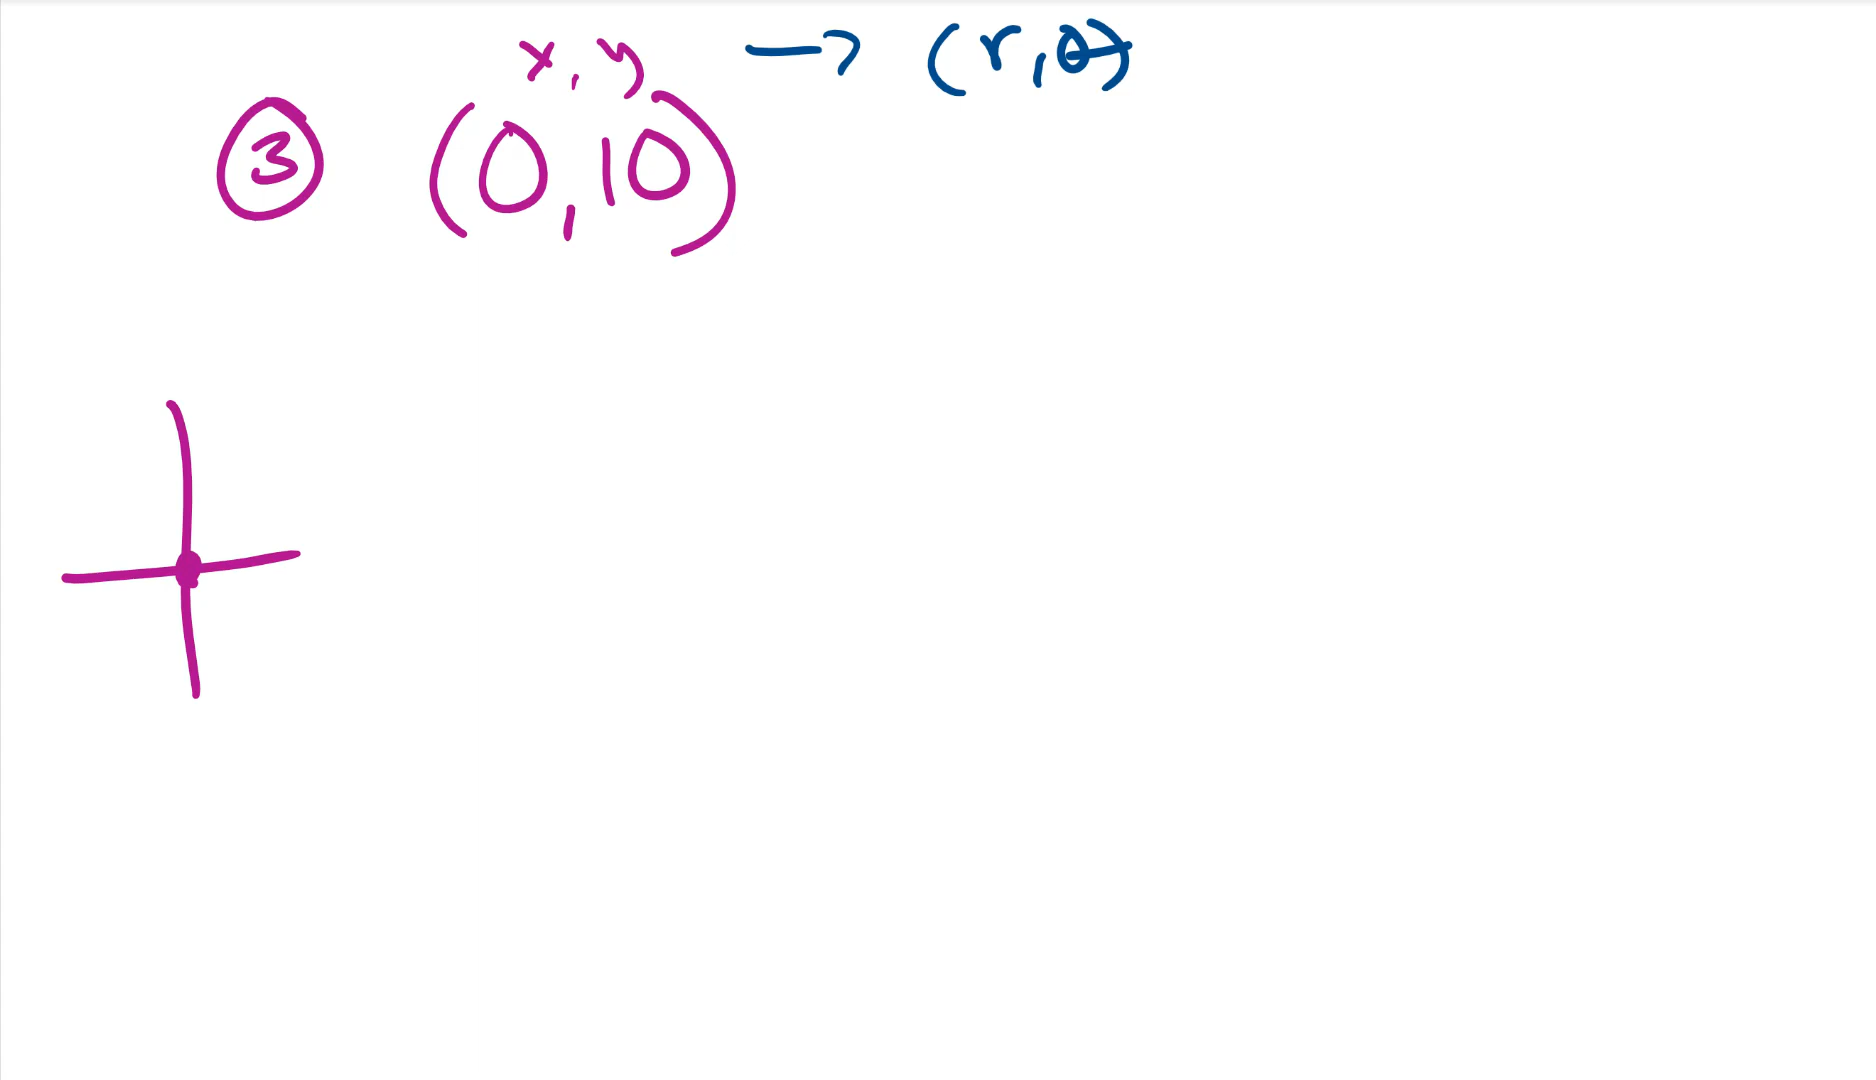 x, y → (r, θ)
③ (0, 10)